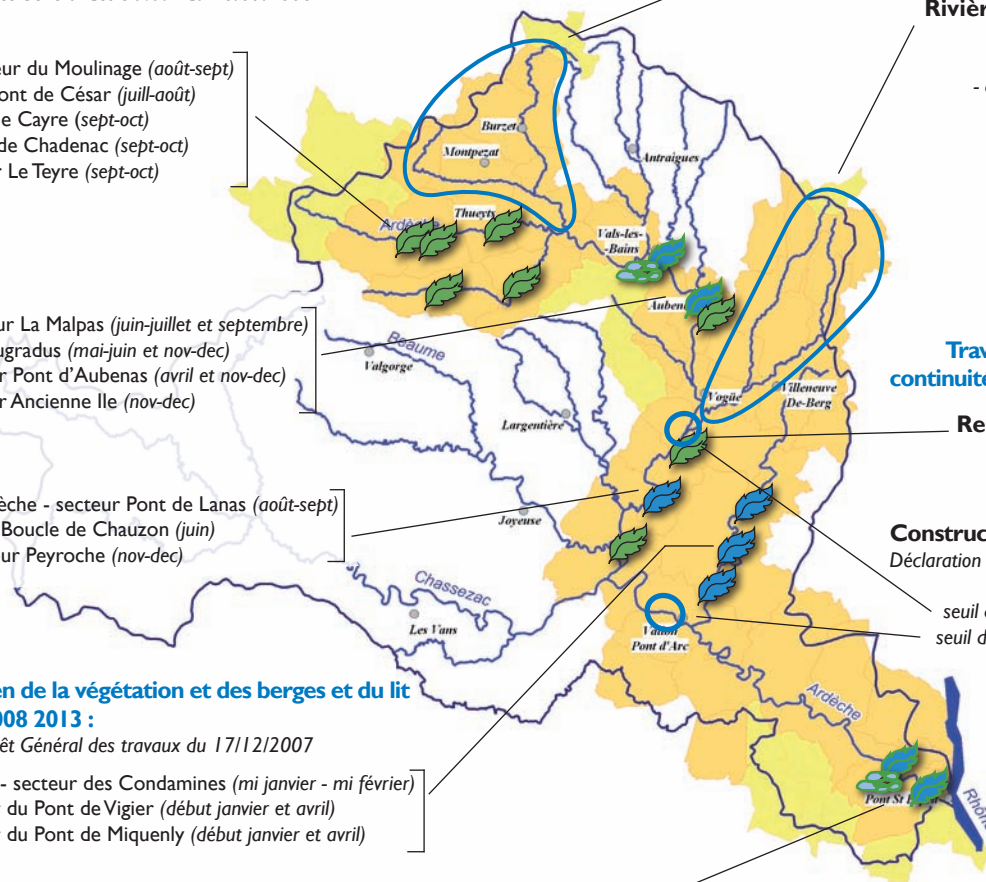 Rivièr
eur du Moulinage (août-sept)
ont de César (juill-août)
e Cayre (sept-oct)
de Chadenac (sept-oct)
r Le Teyre (sept-oct)
Burzet
Montpezat
Antraigues
Thueyts
Ardèche
Vals-les-
-Bains
Aubenas
ur La Malpas (juin-juillet et septembre)
ugradus (mai-juin et nov-dec)
r Pont d'Aubenas (avril et nov-dec)
r Ancienne Ile (nov-dec)
Beaume
Valgorge
Trav
continuité
Vogüe
Villeneuve
De-Berg
Largentière
Re
èche - secteur Pont de Lanas (août-sept)
Boucle de Chauzon (juin)
ur Peyroche (nov-dec)
Joyeuse
Construc
Déclaration
Chassezac
Les Vans
seuil
seuil d
Vallon
Pont d'Arc
en de la végétation et des berges et du lit
008 2013 :
êt Général des travaux du 17/12/2007
- secteur des Condamines (mi janvier - mi février)
du Pont de Vigier (début janvier et avril)
du Pont de Miquenly (début janvier et avril)
Ardèche
Pont St Esprit
Rhône